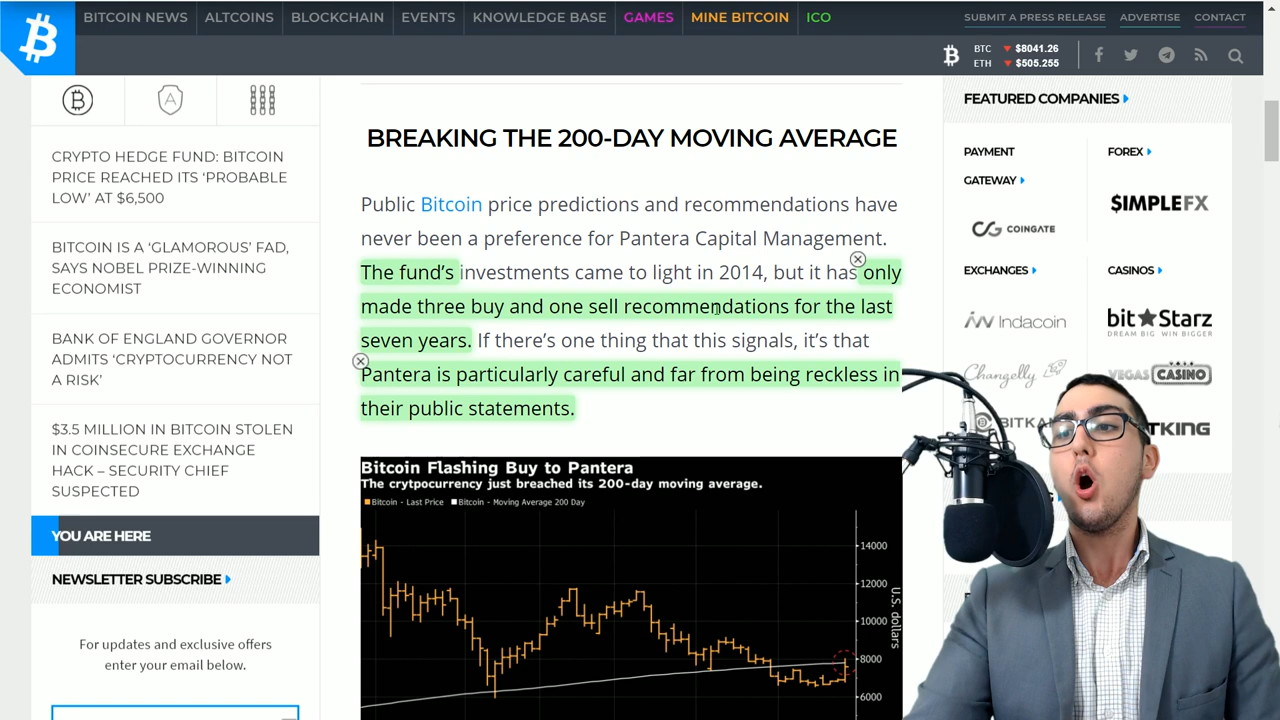 BITCOIN NEWS
ALTCOINS
BLOCKCHAIN
EVENTS
KNOWLEDGE BASE
GAMES
MINE BITCOIN
ICO
SUBMIT A PRESS RELEASE
ADVERTISE
CONTACT
BTC $8041.26
ETH $505.255
CRYPTO HEDGE FUND: BITCOIN
PRICE REACHED ITS ‘PROBABLE
LOW’ AT $6,500
BITCOIN IS A ‘GLAMOROUS’ FAD,
SAYS NOBEL PRIZE-WINNING
ECONOMIST
BANK OF ENGLAND GOVERNOR
ADMITS ‘CRYPTOCURRENCY NOT
A RISK’
$3.5 MILLION IN BITCOIN STOLEN
IN COINSECURE EXCHANGE
HACK – SECURITY CHIEF
SUSPECTED
YOU ARE HERE
NEWSLETTER SUBSCRIBE
For updates and exclusive offers
enter your email below.
BREAKING THE 200-DAY MOVING AVERAGE
Public Bitcoin price predictions and recommendations have
never been a preference for Pantera Capital Management.
The fund’s investments came to light in 2014, but it has only
made three buy and one sell recommendations for the last
seven years. If there’s one thing that this signals, it’s that
Pantera is particularly careful and far from being reckless in
their public statements.
Bitcoin Flashing Buy to Pantera
The crytpocurrency just breached its 200-day moving average.
Bitcoin - Last Price
Bitcoin - Moving Average 200 Day
14000
12000
10000
8000
6000
U.S. dollars
FEATURED COMPANIES
PAYMENT
GATEWAY
COINGATE
EXCHANGES
Indacoin
Changelly
FOREX
$IMPLEFX
CASINOS
bit★Starz
DREAM BIG. WIN BIGGER
VEGAS CASINO